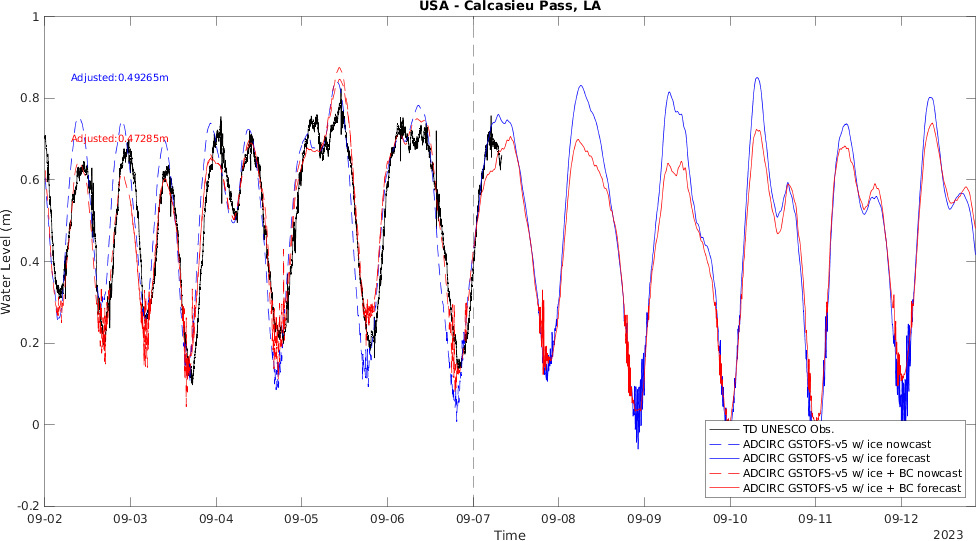 USA - Calcasieu Pass, LA
1
0.8
0.6
0.4
0.2
0
-0.2
Water Level (m)
Adjusted:0.49265m
Adjusted:0.47285m
TD UNESCO Obs.
ADCIRC GSTOFS-v5 w/ ice nowcast
ADCIRC GSTOFS-v5 w/ ice forecast
ADCIRC GSTOFS-v5 w/ ice + BC nowcast
ADCIRC GSTOFS-v5 w/ ice + BC forecast
09-02 09-03 09-04 09-05 09-06 09-07 09-08 09-09 09-10 09-11 09-12
Time
2023